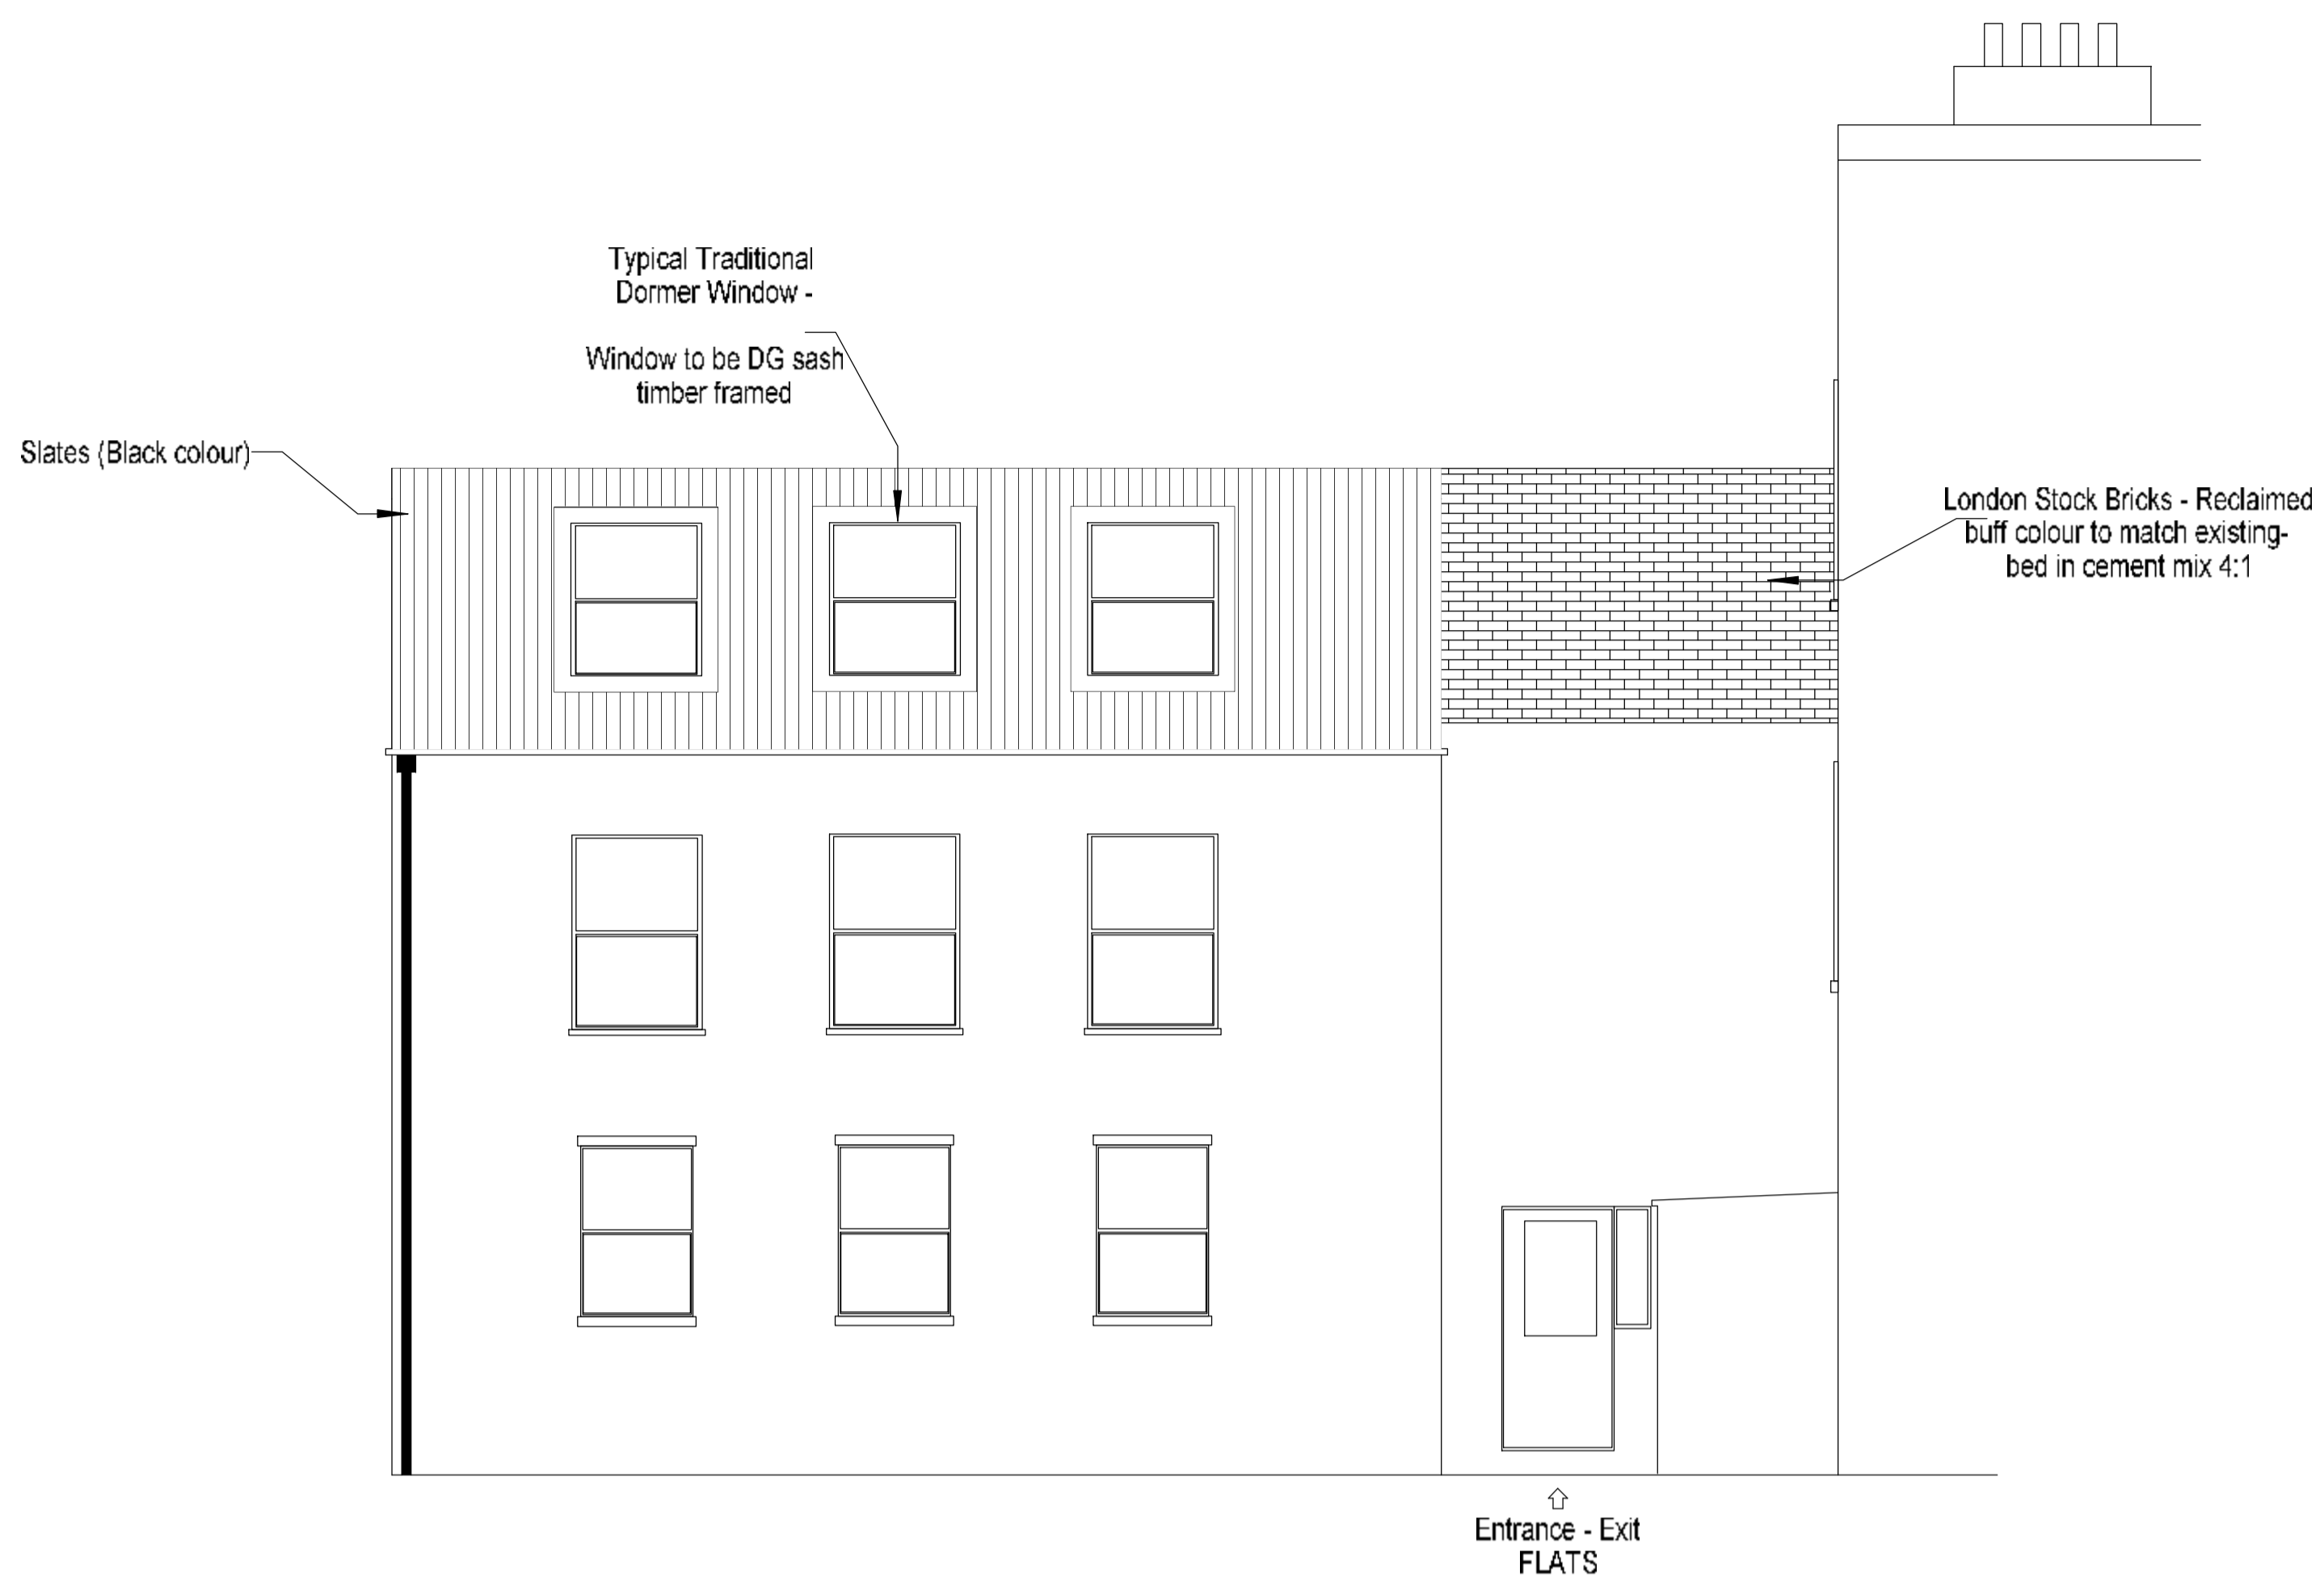 Typical Traditional
Dormer Window -
Window to be DG sash
timber framed
Slates (Black colour)
London Stock Bricks - Reclaimed
buff colour to match existing-
bed in cement mix 4:1
Entrance - Exit
FLATS